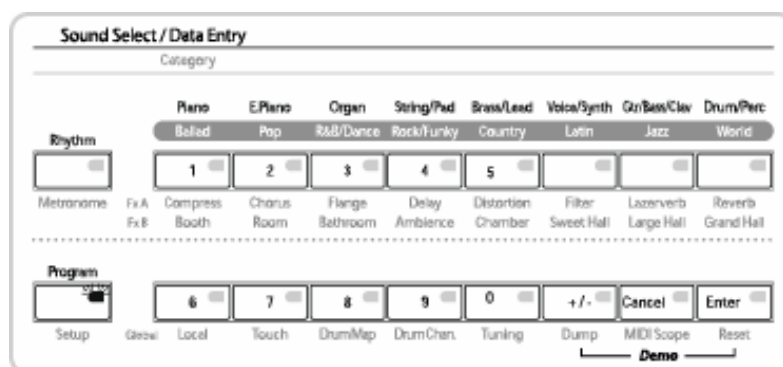 Sound Select / Data Entry
Category
Piano E.Piano Organ String/Pad Brass/Lead Voice/Synth Gtr/Bass/Clav Drum/Perc
Ballad Pop R&B/Dance Rock/Funky Country Latin Jazz World
Rhythm
1 2 3 4 5
Metronome Fx A Compress Chorus Flange Delay Distortion Filter Lazerverb Reverb
Fx B Booth Room Bathroom Ambience Chamber Sweet Hall Large Hall Grand Hall
Program
6 7 8 9 0 +/- Cancel Enter
Setup Global Local Touch DrumMap DrumChan. Tuning Dump MIDI Scope Reset
Demo